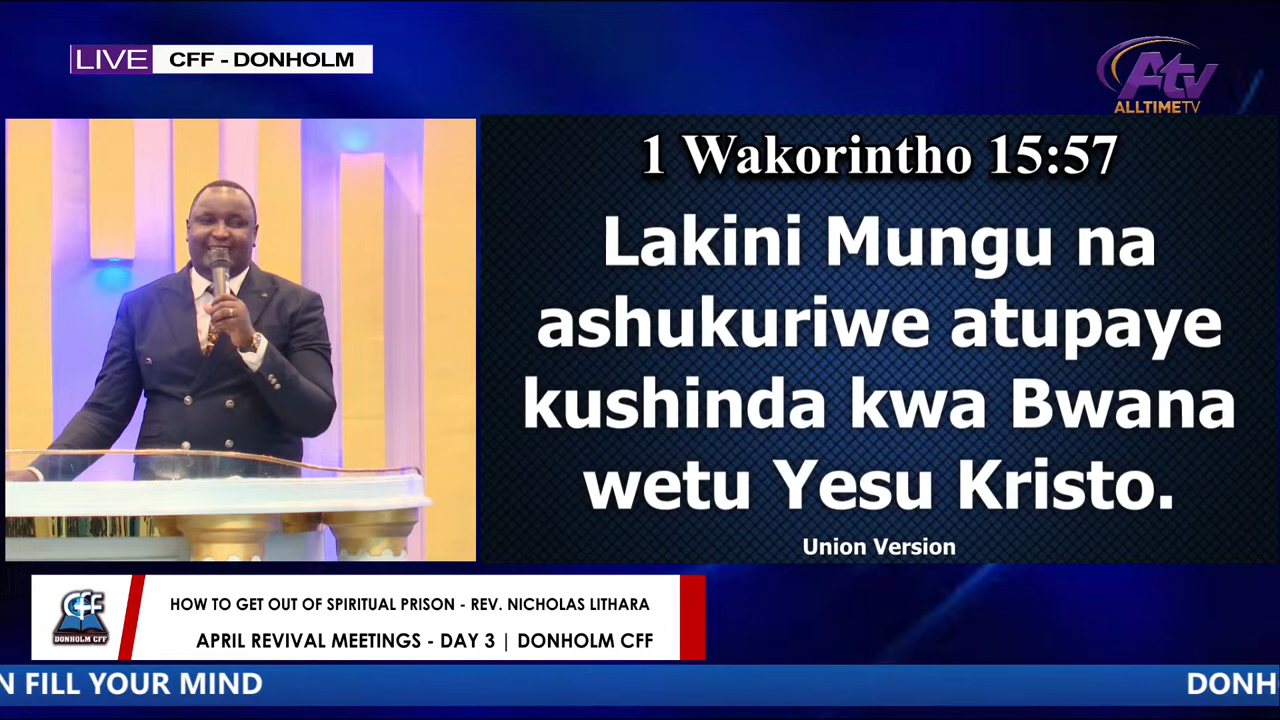 LIVE CFF - DONHOLM
Atv
ALLTIMETV
1 Wakorintho 15:57
Lakini Mungu na
ashukuriwe atupaye
kushinda kwa Bwana
wetu Yesu Kristo.
Union Version
CFF
DONHOLM CFF
HOW TO GET OUT OF SPIRITUAL PRISON - REV. NICHOLAS LITHARA
APRIL REVIVAL MEETINGS - DAY 3 | DONHOLM CFF
N FILL YOUR MIND
DONH